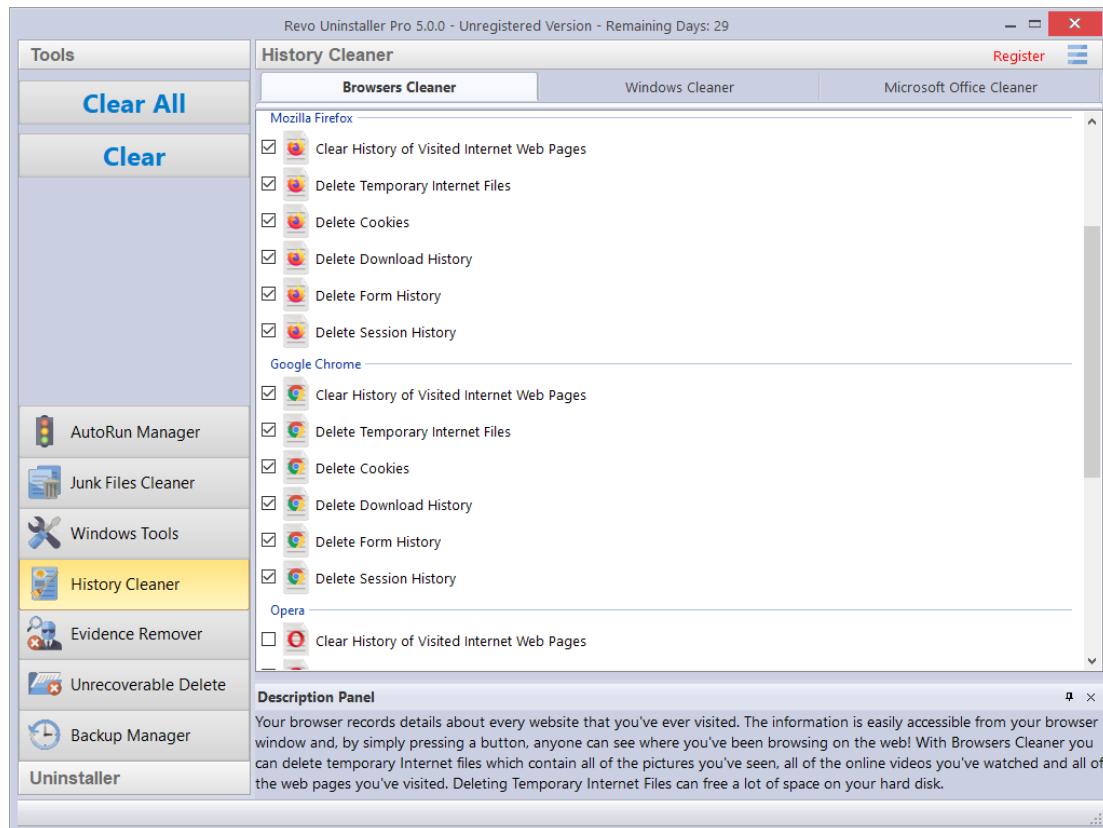 Revo Uninstaller Pro 5.0.0 - Unregistered Version - Remaining Days: 29
Tools
Clear All
Clear
AutoRun Manager
Junk Files Cleaner
Windows Tools
History Cleaner
Evidence Remover
Unrecoverable Delete
Backup Manager
Uninstaller
History Cleaner
Register
Browsers Cleaner
Windows Cleaner
Microsoft Office Cleaner
Mozilla Firefox
Clear History of Visited Internet Web Pages
Delete Temporary Internet Files
Delete Cookies
Delete Download History
Delete Form History
Delete Session History
Google Chrome
Clear History of Visited Internet Web Pages
Delete Temporary Internet Files
Delete Cookies
Delete Download History
Delete Form History
Delete Session History
Opera
Clear History of Visited Internet Web Pages
Description Panel
Your browser records details about every website that you've ever visited. The information is easily accessible from your browser
window and, by simply pressing a button, anyone can see where you've been browsing on the web! With Browsers Cleaner you
can delete temporary Internet files which contain all of the pictures you've seen, all of the online videos you've watched and all of
the web pages you've visited. Deleting Temporary Internet Files can free a lot of space on your hard disk.